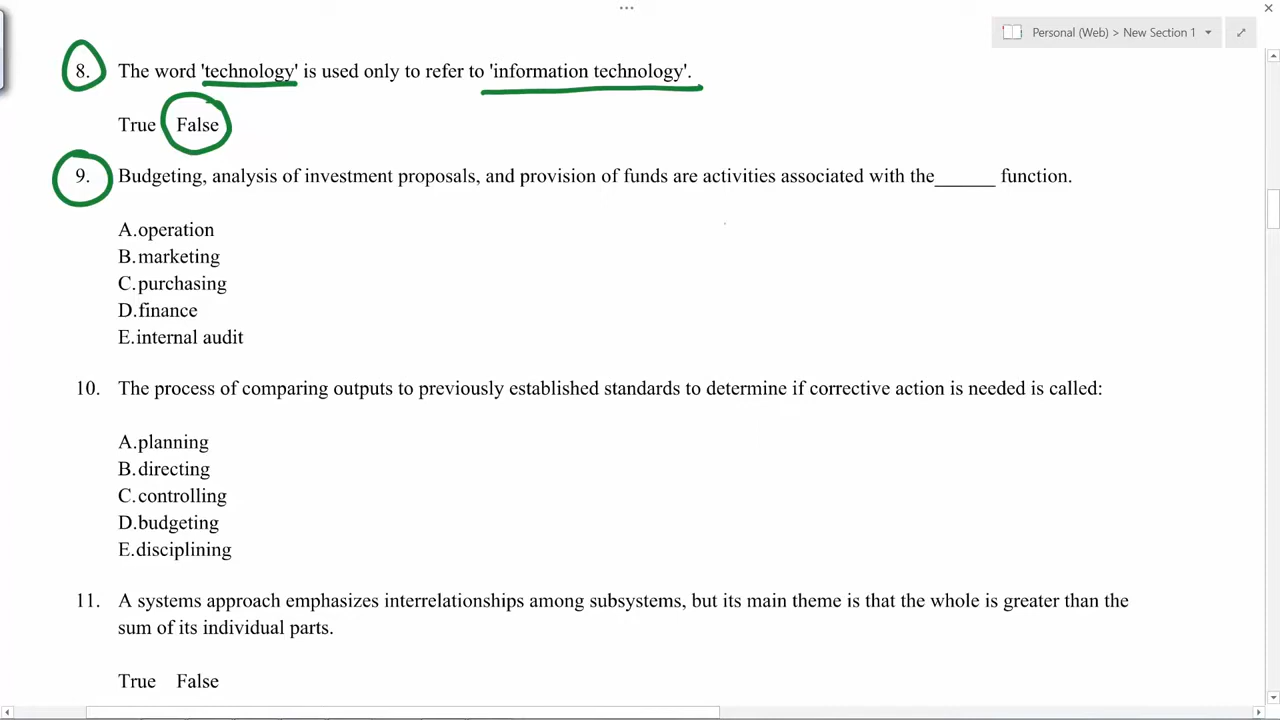 Personal (Web) > New Section 1
8. The word 'technology' is used only to refer to 'information technology'.
True False
9. Budgeting, analysis of investment proposals, and provision of funds are activities associated with the______ function.
A.operation
B.marketing
C.purchasing
D.finance
E.internal audit
10. The process of comparing outputs to previously established standards to determine if corrective action is needed is called:
A.planning
B.directing
C.controlling
D.budgeting
E.disciplining
11. A systems approach emphasizes interrelationships among subsystems, but its main theme is that the whole is greater than the
sum of its individual parts.
True False